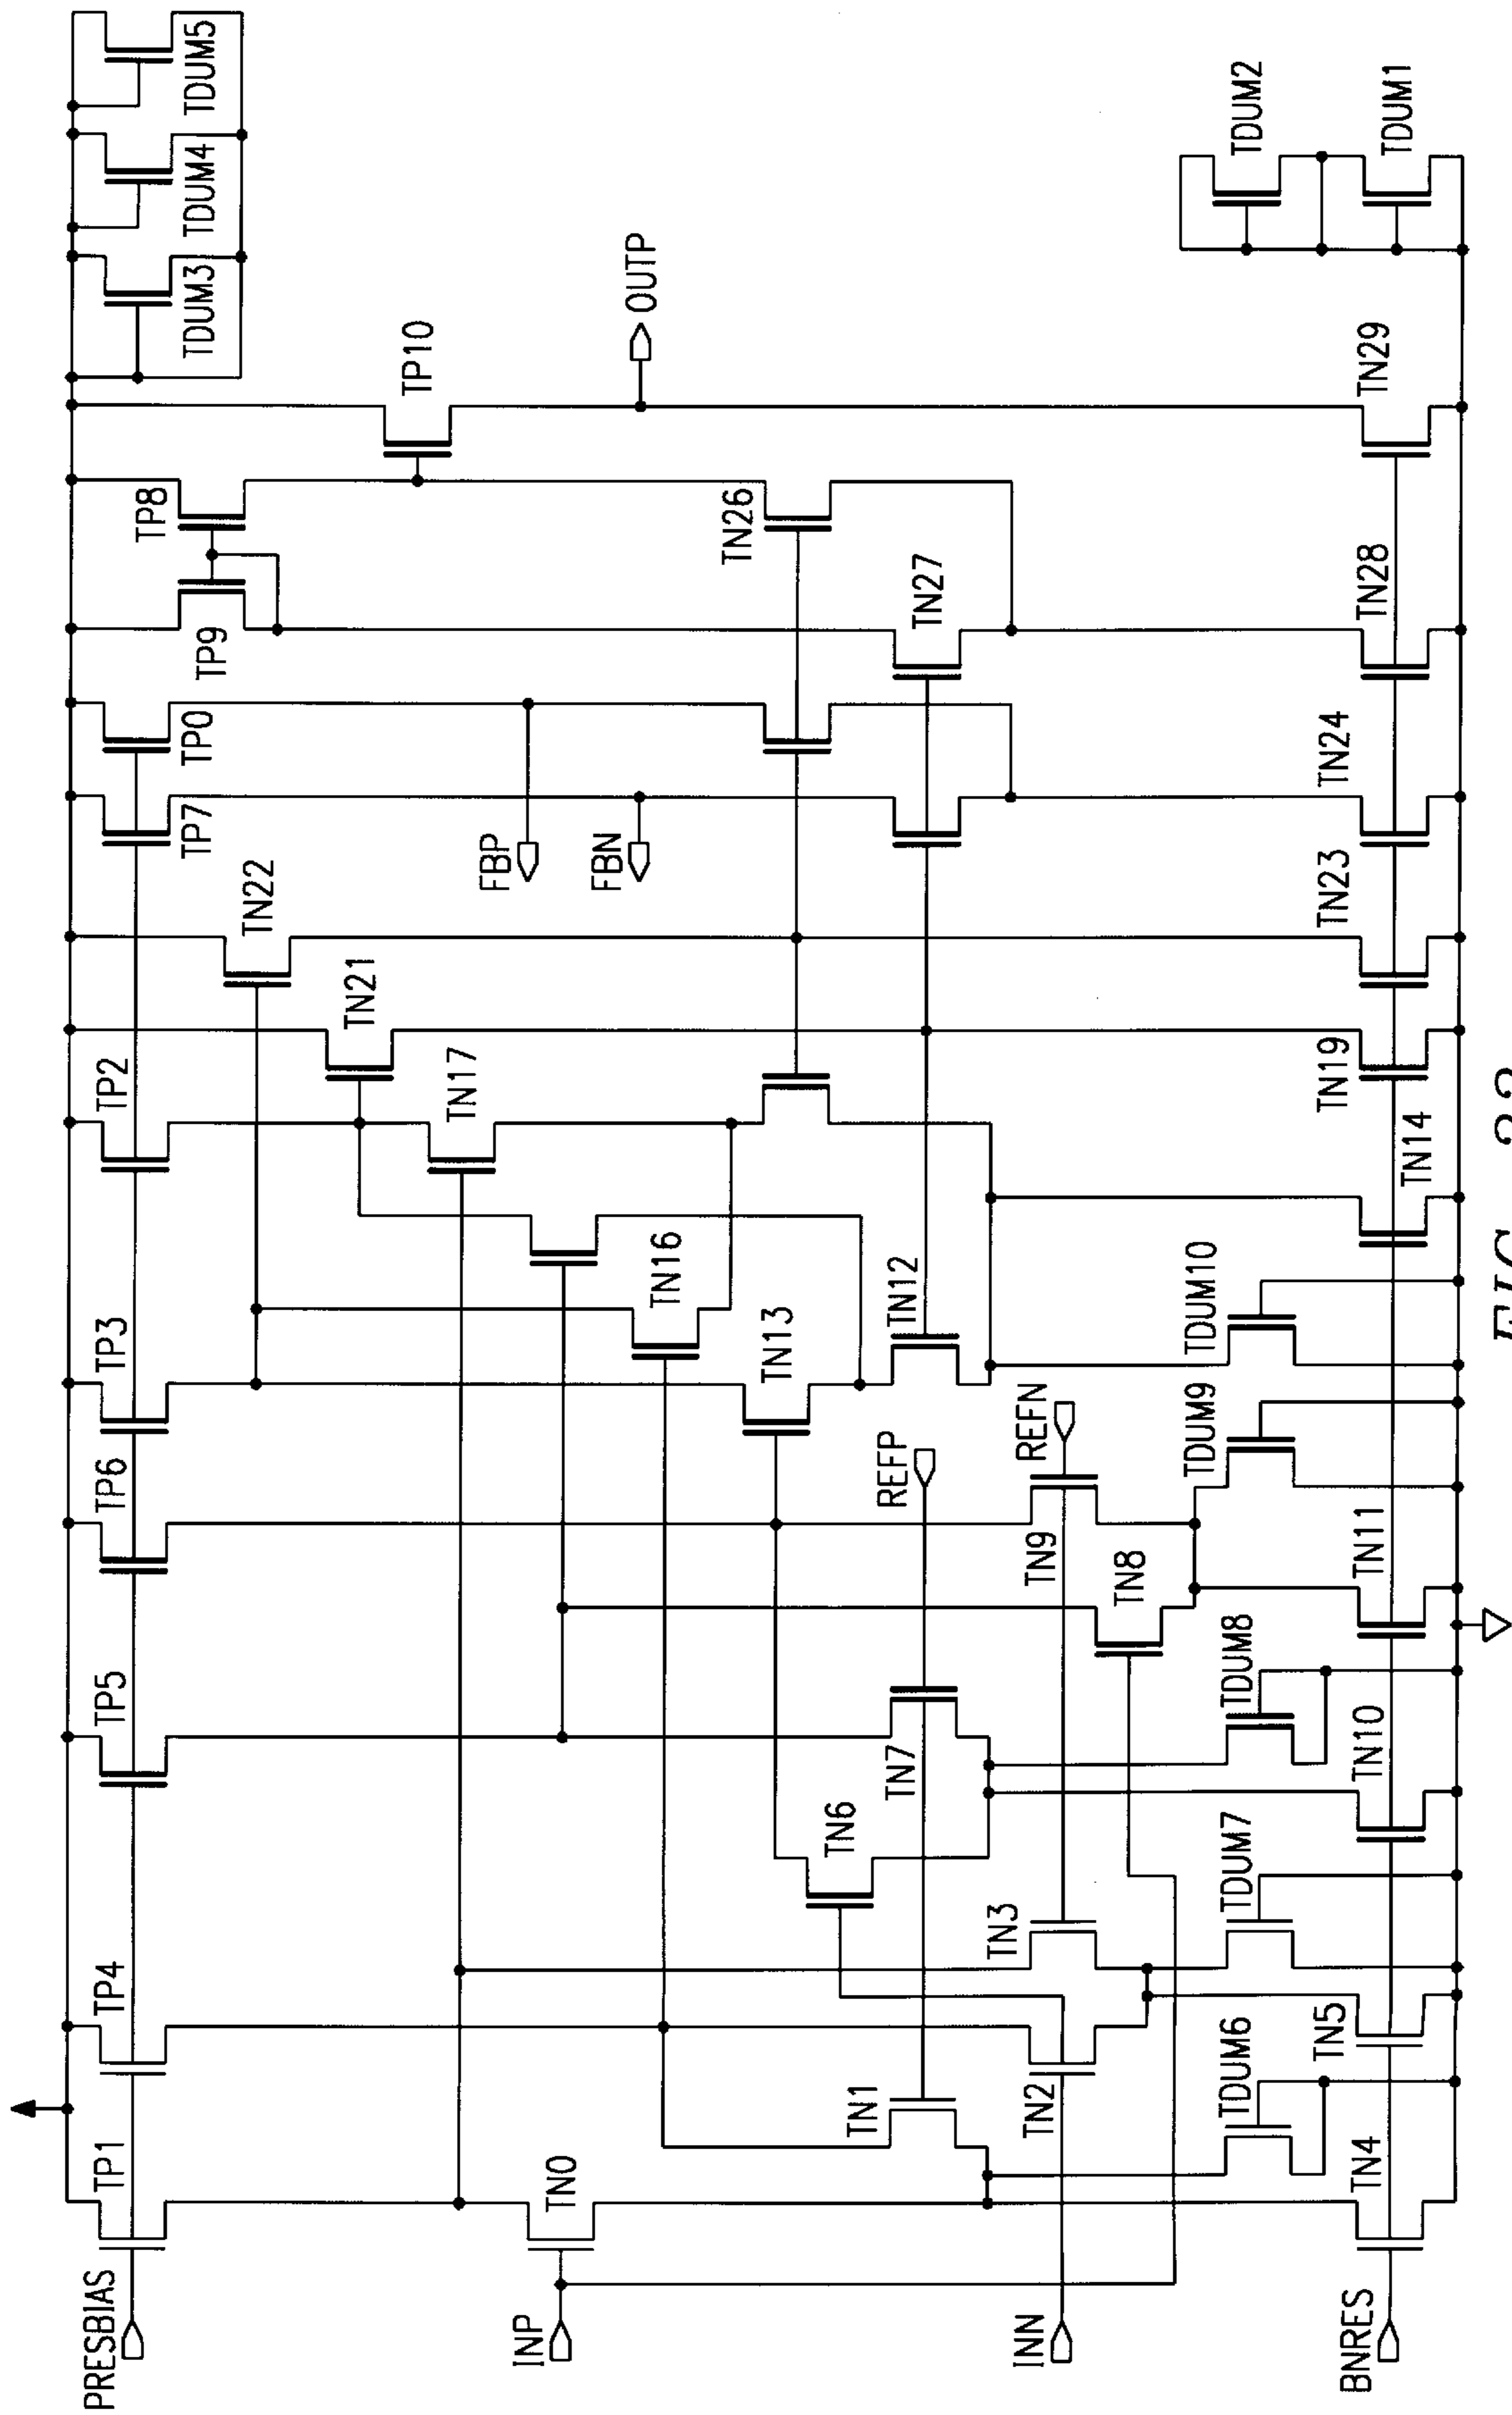 PRESBIAS
TP1
TP4
TP5
TP6
TP3
TP2
TP7
TP0
TP9
TP8
TDUM3
TDUM4
TDUM5
TN22
TN21
TP10
TN17
FBP
INP
TN0
FBN
OUTP
TN16
TN13
TN26
TN6
TN1
TN7
REFP
TN12
TN27
INN
TN2
TN3
TN9
REFN
TN8
TDUM6
TDUM7
TDUM8
TDUM9
TDUM10
TDUM2
BNRES
TN4
TN5
TN10
TN11
TN14
TN19
TN23
TN24
TN28
TN29
TDUM1
FIG